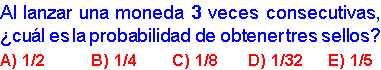 Al lanzar una moneda 3 veces consecutivas,
¿cuál es la probabilidad de obtener tres sellos?
A) 1/2 B) 1/4 C) 1/8 D) 1/32 E) 1/5